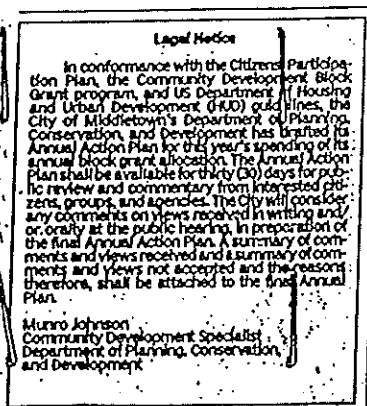 Legal Notice
In conformance with the Citizens Participa-
tion Plan, the Community Development Block
Grant program, and US Department of Housing
and Urban Development (HUD) guidelines, the
City of Middletown's Department of Planning,
Conservation, and Development has drafted its
Annual Action Plan for this year's spending of its
annual block grant allocation. The Annual Action
Plan shall be available for thirty (30) days for pub-
lic review and commentary from interested citi-
zens, groups, and agencies. The City will consider
any comments on views received in writing and/
or orally at the public hearing, in preparation of
the final Annual Action Plan. A summary of com-
ments and views received and a summary of com-
ments and views not accepted and the reasons
therefore, shall be attached to the final Annual
Plan.
Munro Johnson
Community Development Specialist
Department of Planning, Conservation,
and Development